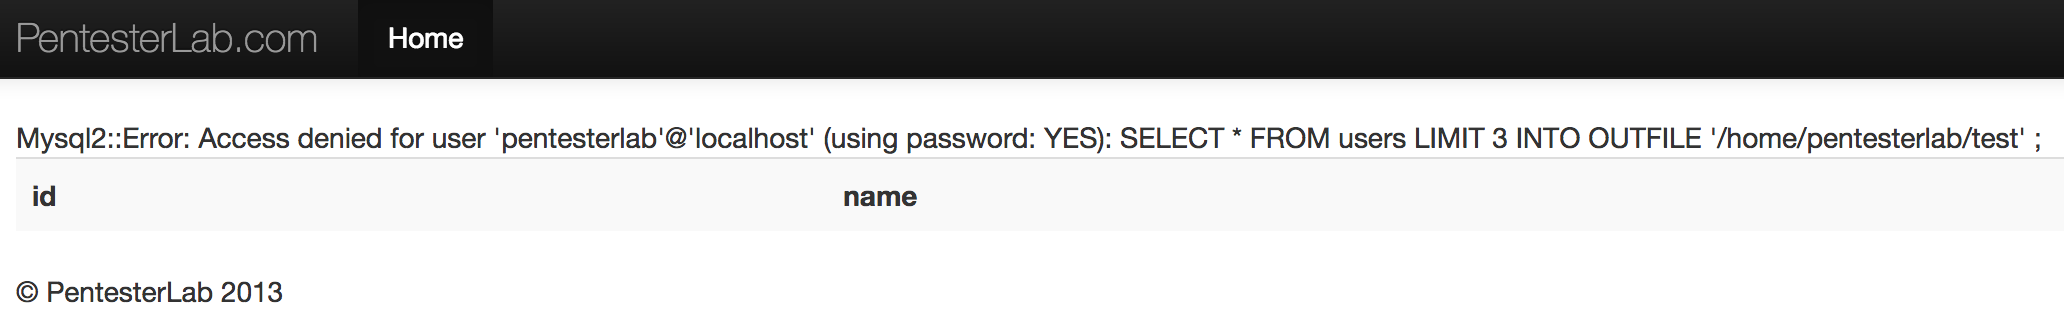 PentesterLab.com Home
Mysql2::Error: Access denied for user 'pentesterlab'@'localhost' (using password: YES): SELECT * FROM users LIMIT 3 INTO OUTFILE '/home/pentesterlab/test' ;
id name
© PentesterLab 2013